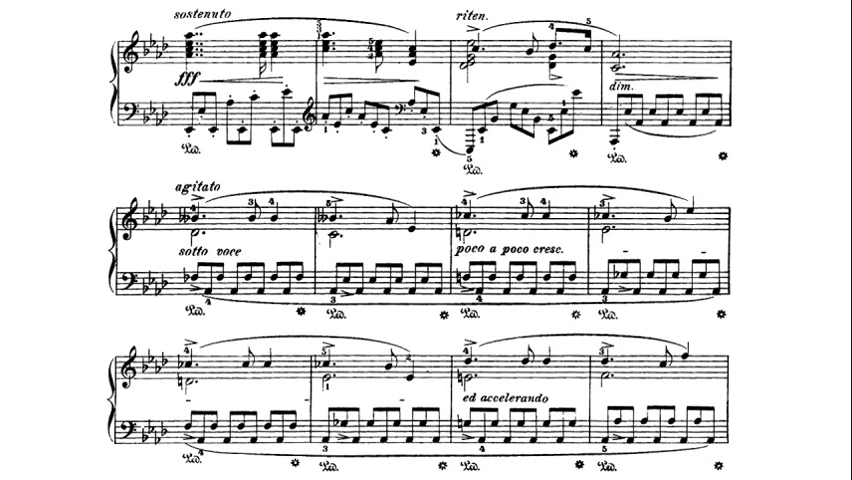 sostenuto riten.
fff dim.
agitato
sotto voce poco a poco cresc.
ed accelerando